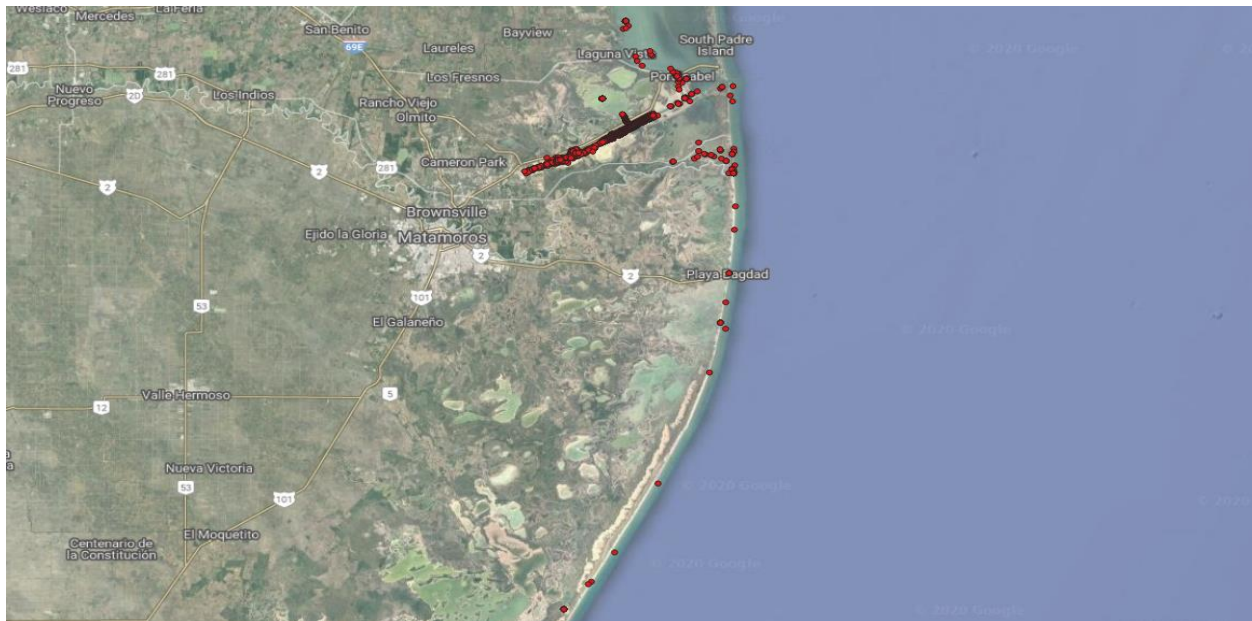 Weslaco
Mercedes
La Feria
San Benito
69E
Bayview
Laureles
South Padre
Island
© 2020 Google
Laguna Vista
Los Fresnos
281
281
Nuevo
Progreso
2D
Los Indios
Rancho Viejo
Olmito
Cameron Park
281
2
2
Brownsville
Ejido la Gloria
Matamoros
2
2
Playa Bagdad
101
53
El Galaneño
© 2020 Google
Valle Hermoso
5
12
Nueva Victoria
53
101
© 2020 Google
El Moquetito
Centenario de
la Constitución
© 2020 Google
© 2020 Google